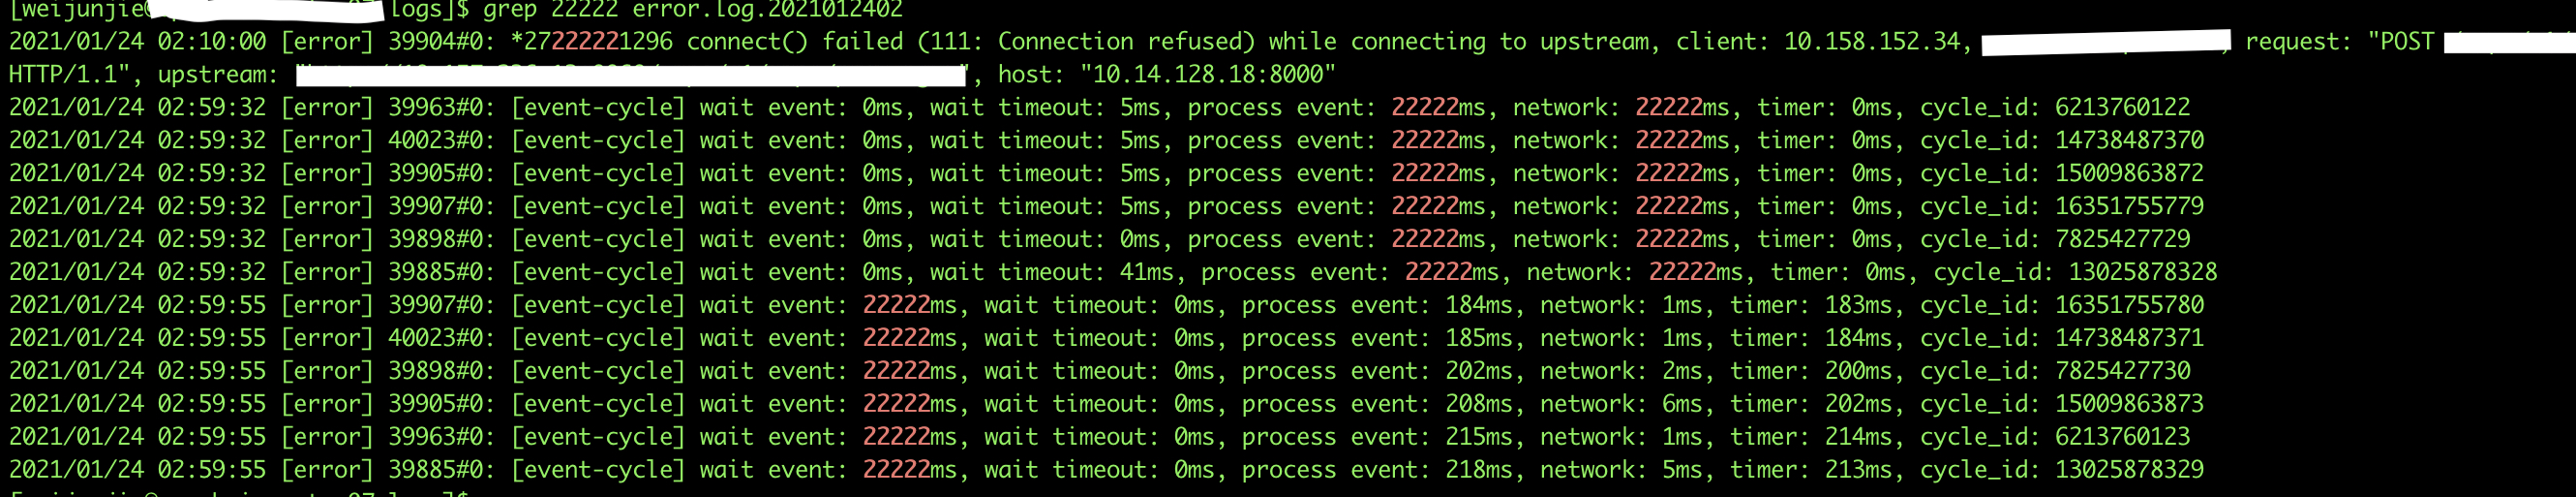 [weijunjie@ logs]$ grep 22222 error.log.2021012402
2021/01/24 02:10:00 [error] 39904#0: *27222221296 connect() failed (111: Connection refused) while connecting to upstream, client: 10.158.152.34, request: "POST
HTTP/1.1", upstream: ", host: "10.14.128.18:8000"
2021/01/24 02:59:32 [error] 39963#0: [event-cycle] wait event: 0ms, wait timeout: 5ms, process event: 22222ms, network: 22222ms, timer: 0ms, cycle_id: 6213760122
2021/01/24 02:59:32 [error] 40023#0: [event-cycle] wait event: 0ms, wait timeout: 5ms, process event: 22222ms, network: 22222ms, timer: 0ms, cycle_id: 14738487370
2021/01/24 02:59:32 [error] 39905#0: [event-cycle] wait event: 0ms, wait timeout: 5ms, process event: 22222ms, network: 22222ms, timer: 0ms, cycle_id: 15009863872
2021/01/24 02:59:32 [error] 39907#0: [event-cycle] wait event: 0ms, wait timeout: 5ms, process event: 22222ms, network: 22222ms, timer: 0ms, cycle_id: 16351755779
2021/01/24 02:59:32 [error] 39898#0: [event-cycle] wait event: 0ms, wait timeout: 0ms, process event: 22222ms, network: 22222ms, timer: 0ms, cycle_id: 7825427729
2021/01/24 02:59:32 [error] 39885#0: [event-cycle] wait event: 0ms, wait timeout: 41ms, process event: 22222ms, network: 22222ms, timer: 0ms, cycle_id: 13025878328
2021/01/24 02:59:55 [error] 39907#0: [event-cycle] wait event: 22222ms, wait timeout: 0ms, process event: 184ms, network: 1ms, timer: 183ms, cycle_id: 16351755780
2021/01/24 02:59:55 [error] 40023#0: [event-cycle] wait event: 22222ms, wait timeout: 0ms, process event: 185ms, network: 1ms, timer: 184ms, cycle_id: 14738487371
2021/01/24 02:59:55 [error] 39898#0: [event-cycle] wait event: 22222ms, wait timeout: 0ms, process event: 202ms, network: 2ms, timer: 200ms, cycle_id: 7825427730
2021/01/24 02:59:55 [error] 39905#0: [event-cycle] wait event: 22222ms, wait timeout: 0ms, process event: 208ms, network: 6ms, timer: 202ms, cycle_id: 15009863873
2021/01/24 02:59:55 [error] 39963#0: [event-cycle] wait event: 22222ms, wait timeout: 0ms, process event: 215ms, network: 1ms, timer: 214ms, cycle_id: 6213760123
2021/01/24 02:59:55 [error] 39885#0: [event-cycle] wait event: 22222ms, wait timeout: 0ms, process event: 218ms, network: 5ms, timer: 213ms, cycle_id: 13025878329